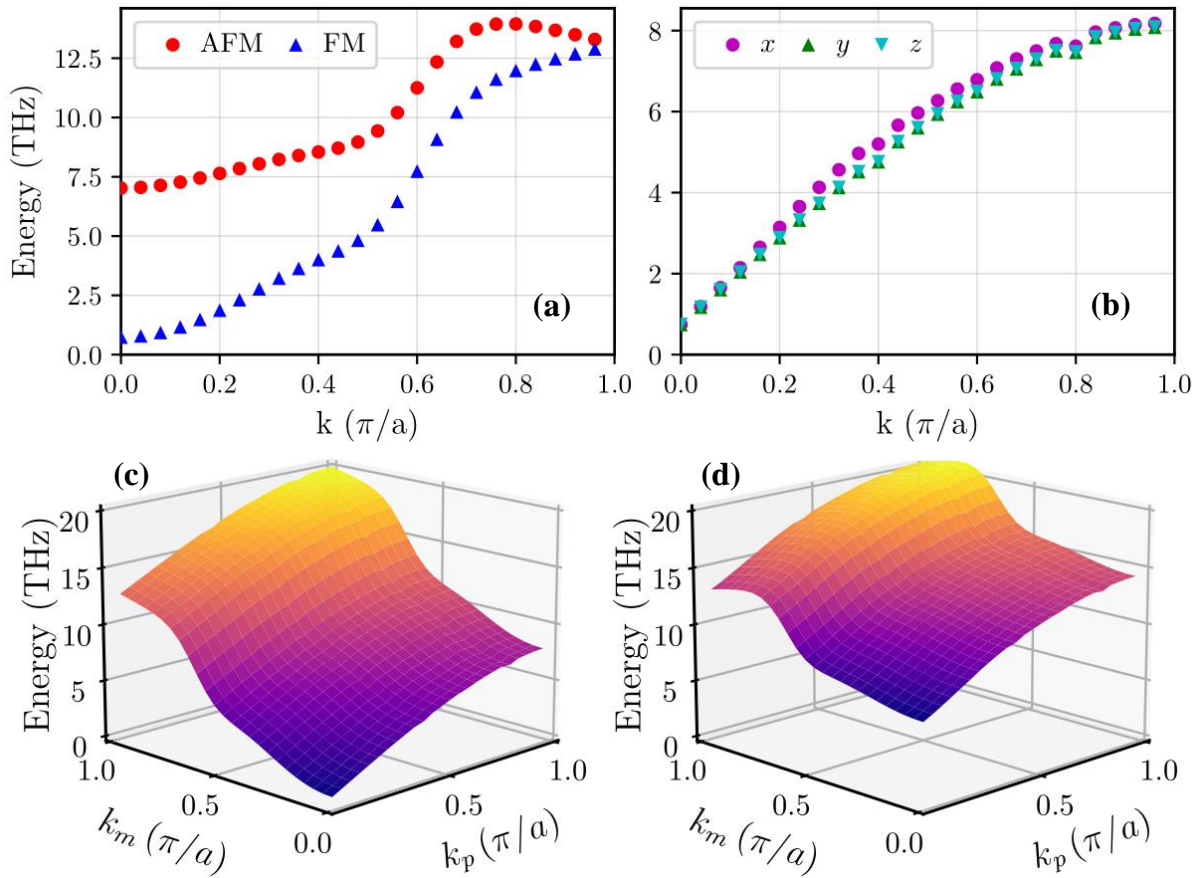 AFM FM
Energy (THz)
12.5
10.0
7.5
5.0
2.5
0.0
(a)
0.0 0.2 0.4 0.6 0.8 1.0
k (π/a)
x y z
8
6
4
2
0
(b)
0.0 0.2 0.4 0.6 0.8 1.0
k (π/a)
(c)
Energy (THz)
20
15
10
5
0
1.0 0.5 0.0
k_m (π/a)
0.5 1.0
k_p (π/a)
(d)
Energy (THz)
20
15
10
5
0
1.0 0.5 0.0
k_m (π/a)
0.5 1.0
k_p (π/a)